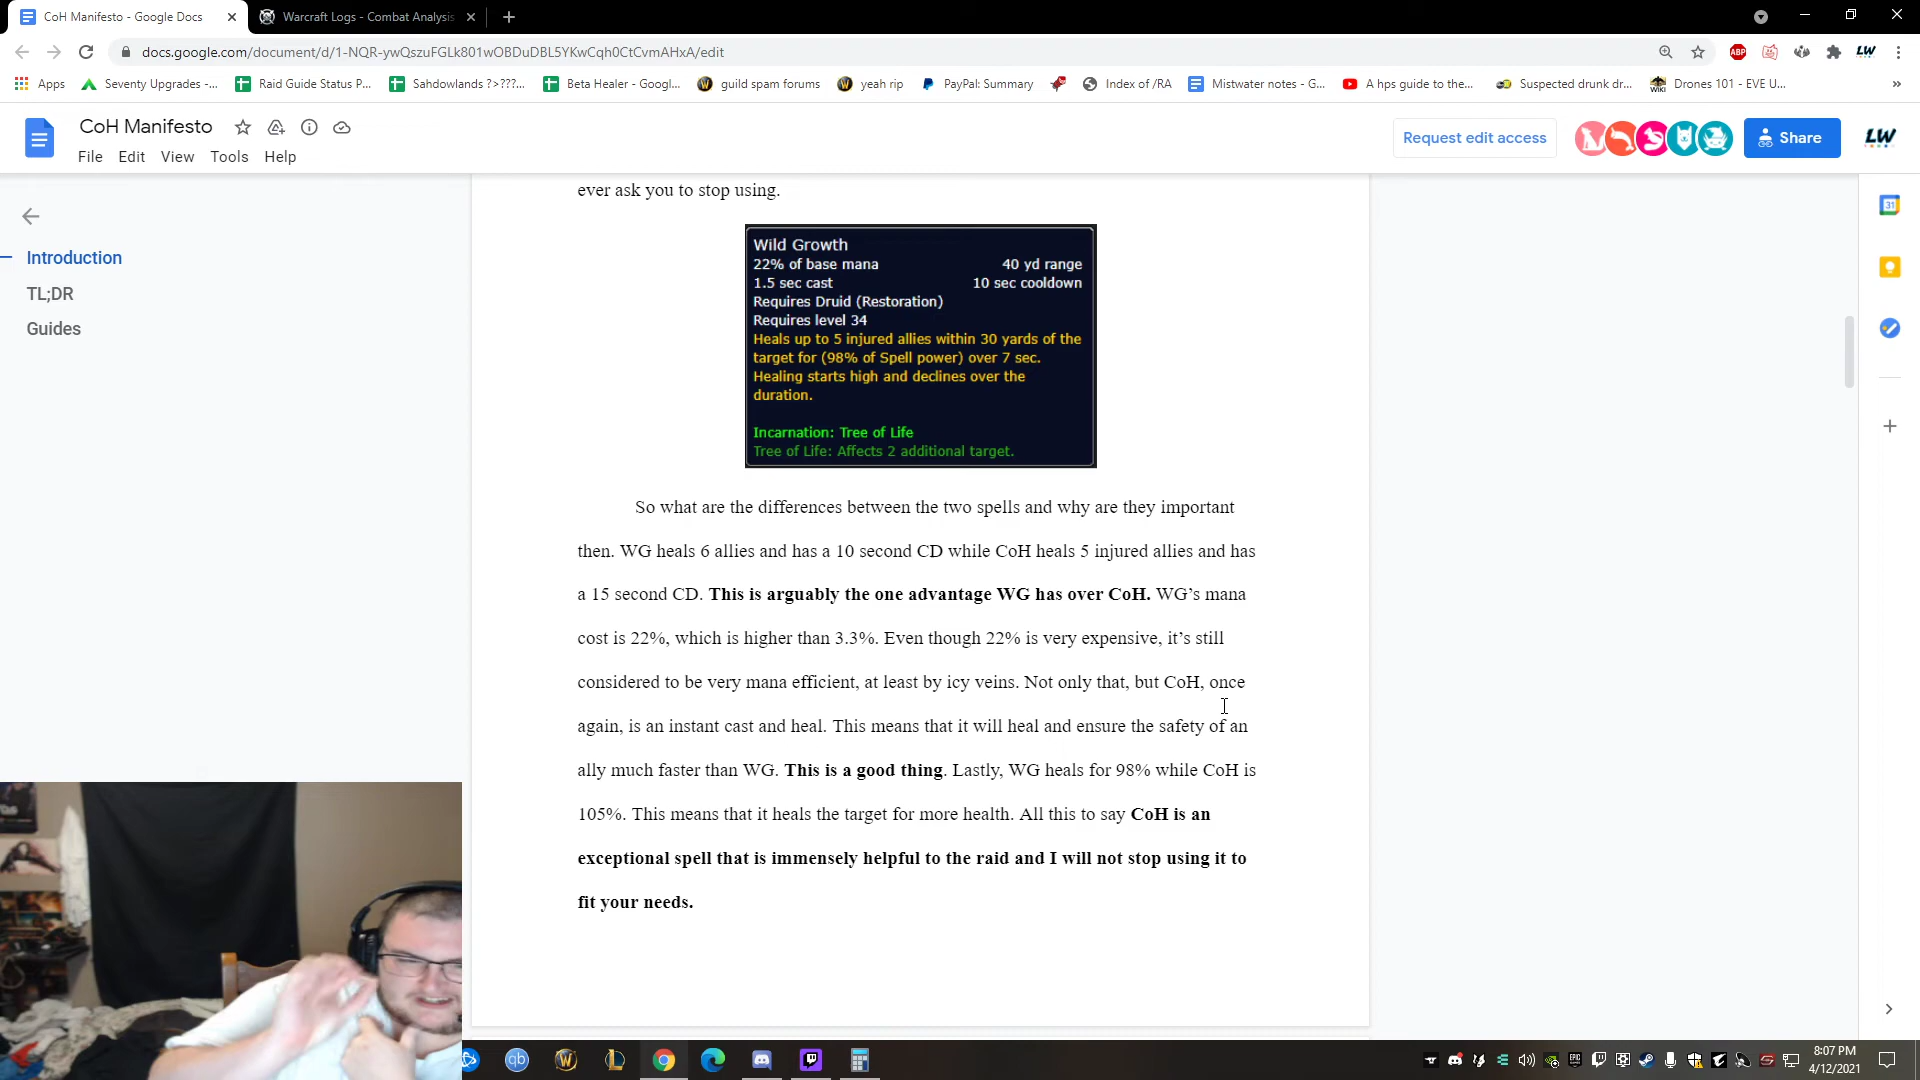 CoH Manifesto - Google Docs
Warcraft Logs - Combat Analysis
docs.google.com/document/d/1-NQR-ywQszuFGLk801wOBDuDBL5YKwCqh0CtCvmAHxA/edit
ABP
LW
Apps
Seventy Upgrades -...
Raid Guide Status P...
Sahdowlands ?>???...
Beta Healer - Googl...
guild spam forums
yeah rip
PayPal: Summary
Index of /RA
Mistwater notes - G...
A hps guide to the...
Suspected drunk dr...
WIKI
Drones 101 - EVE U...
CoH Manifesto
File Edit View Tools Help
Request edit access
Share
LW
Introduction
TL;DR
Guides
31
ever ask you to stop using.
Wild Growth
22% of base mana 40 yd range
1.5 sec cast 10 sec cooldown
Requires Druid (Restoration)
Requires level 34
Heals up to 5 injured allies within 30 yards of the
target for (98% of Spell power) over 7 sec.
Healing starts high and declines over the
duration.
Incarnation: Tree of Life
Tree of Life: Affects 2 additional target.
So what are the differences between the two spells and why are they important
then. WG heals 6 allies and has a 10 second CD while CoH heals 5 injured allies and has
a 15 second CD. This is arguably the one advantage WG has over CoH. WG’s mana
cost is 22%, which is higher than 3.3%. Even though 22% is very expensive, it’s still
considered to be very mana efficient, at least by icy veins. Not only that, but CoH, once
again, is an instant cast and heal. This means that it will heal and ensure the safety of an
ally much faster than WG. This is a good thing. Lastly, WG heals for 98% while CoH is
105%. This means that it heals the target for more health. All this to say CoH is an
exceptional spell that is immensely helpful to the raid and I will not stop using it to
fit your needs.
qb
W
L
EPIC
8:07 PM
4/12/2021